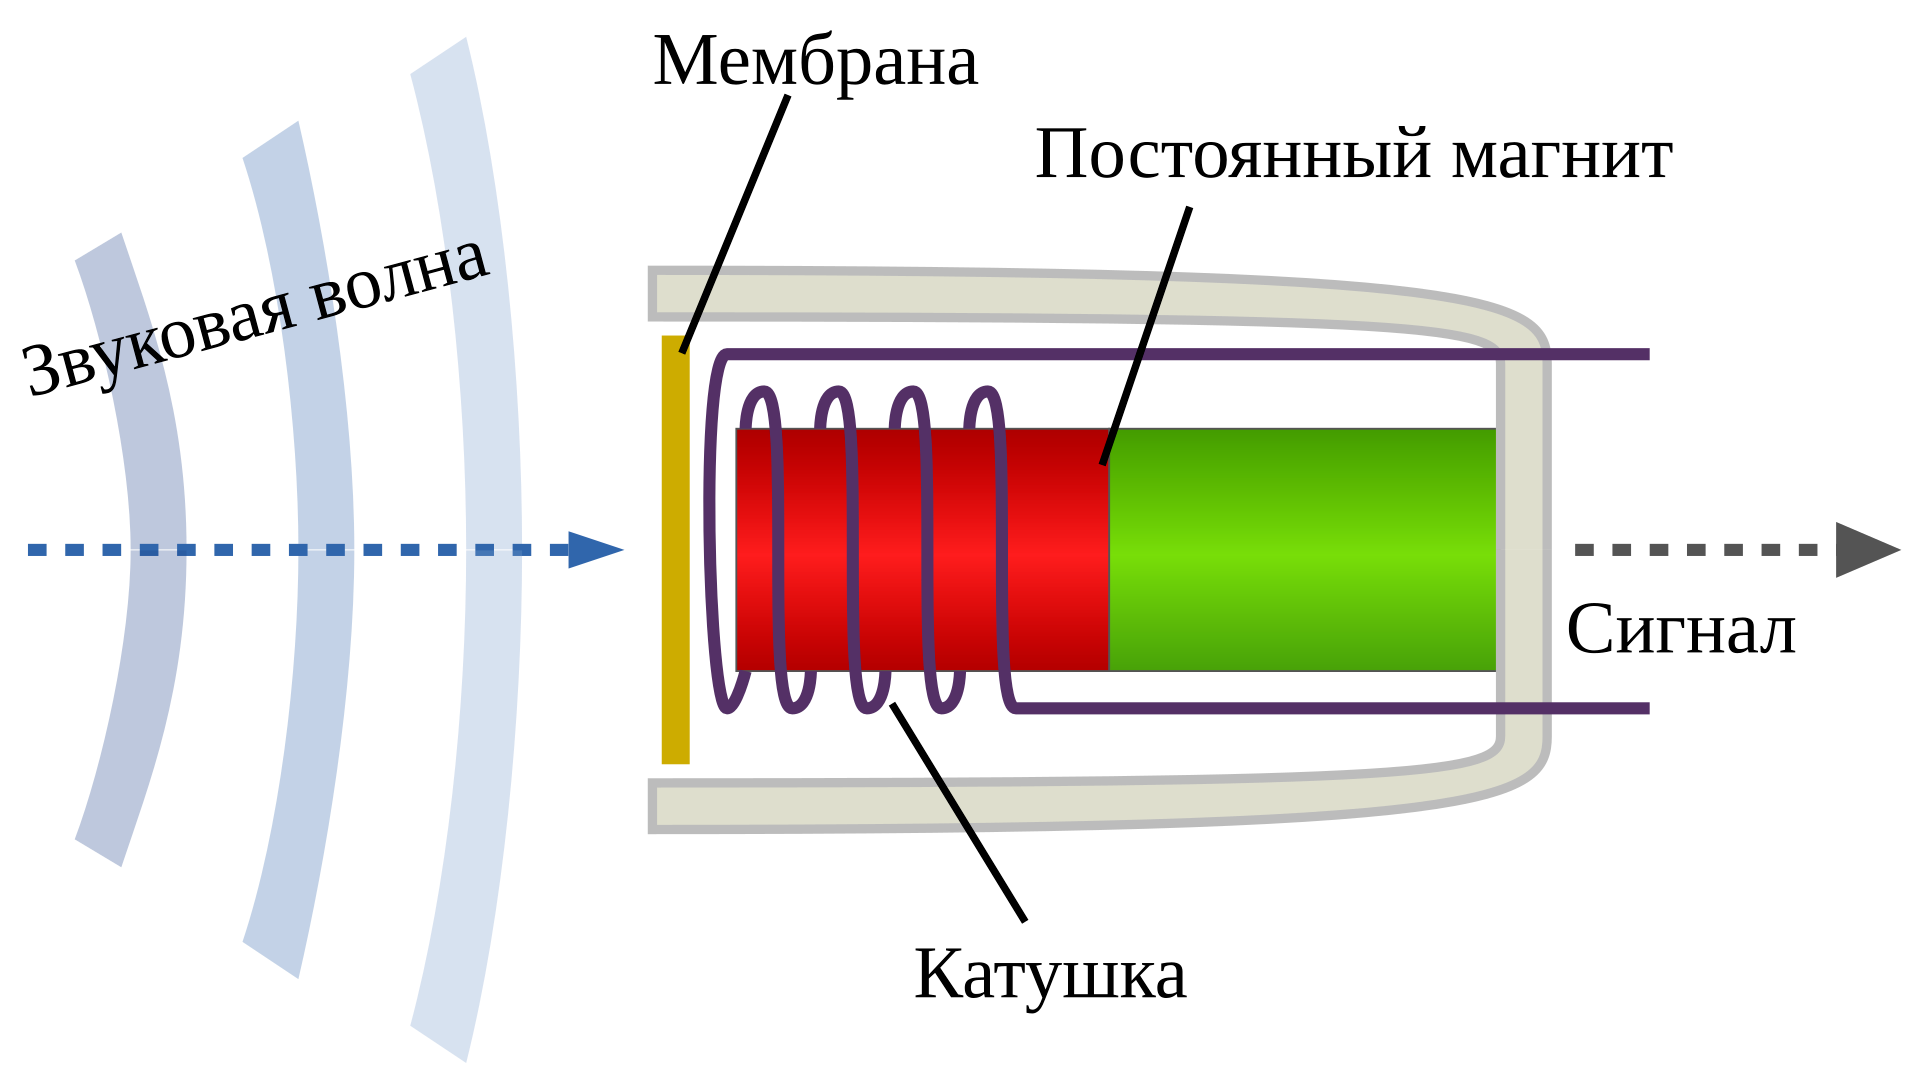 Мембрана
Постоянный магнит
Звуковая волна
Сигнал
Катушка